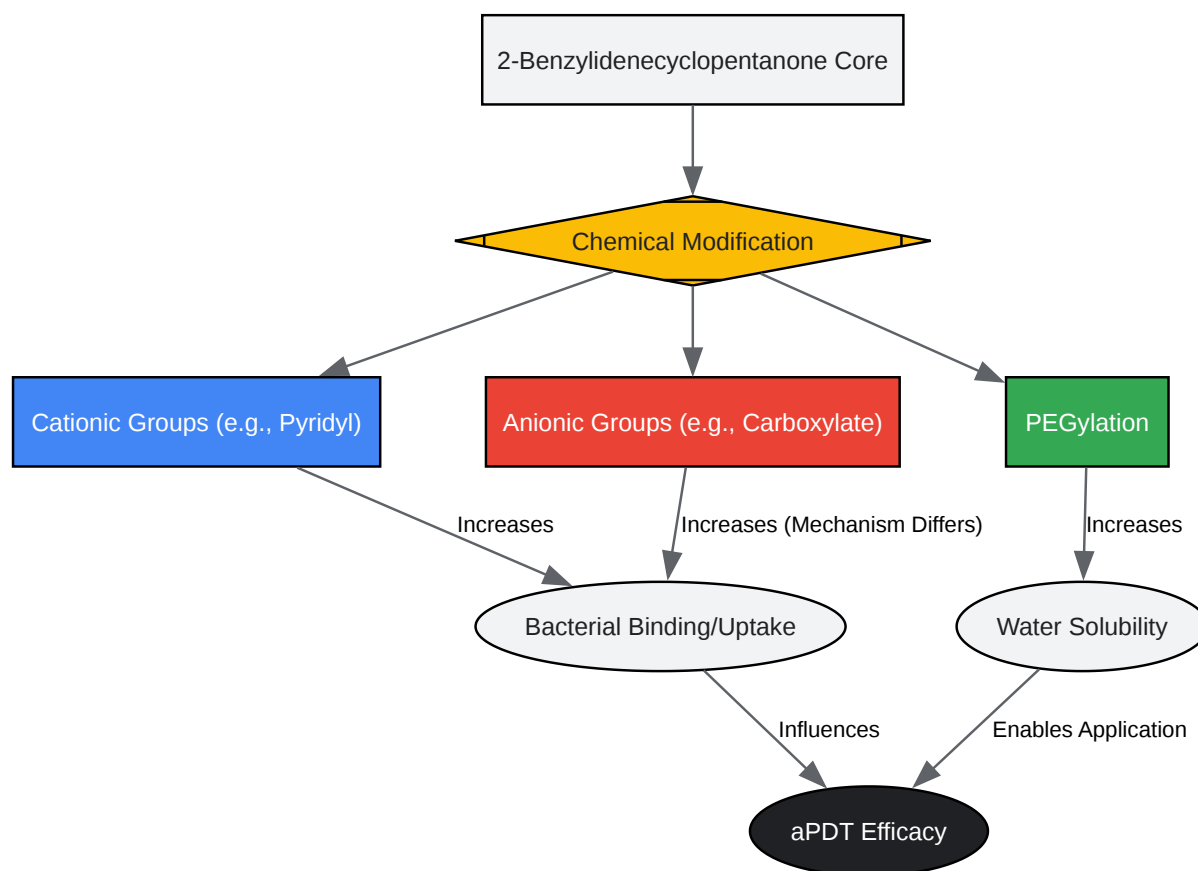 2-Benzylidenecyclopentanone Core
Chemical Modification
Cationic Groups (e.g., Pyridyl)
Anionic Groups (e.g., Carboxylate)
PEGylation
Increases
Increases (Mechanism Differs)
Increases
Bacterial Binding/Uptake
Water Solubility
Influences
Enables Application
aPDT Efficacy